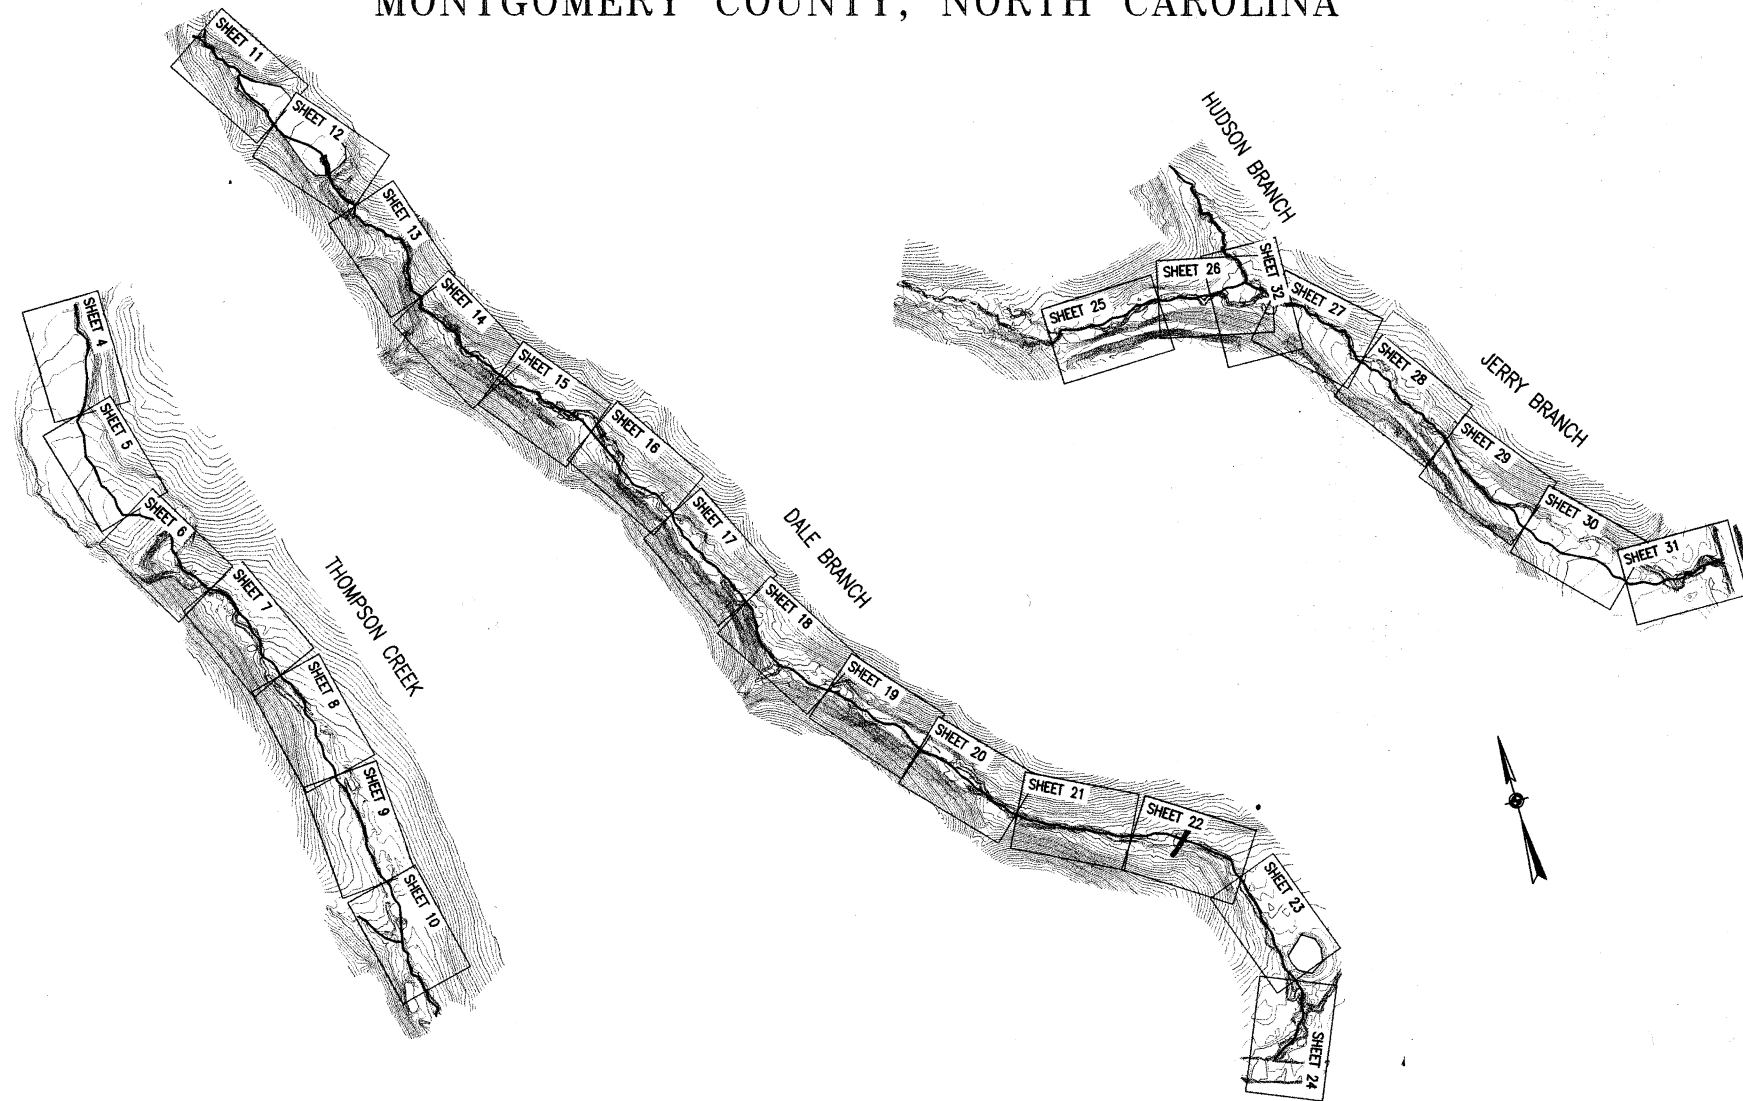 MONTGOMERY COUNTY, NORTH CAROLINA
SHEET 11
SHEET 12
SHEET 13
SHEET 14
SHEET 15
SHEET 16
SHEET 17
SHEET 18
SHEET 19
SHEET 20
SHEET 21
SHEET 22
SHEET 23
SHEET 24
DALE BRANCH
SHEET 4
SHEET 5
SHEET 6
SHEET 7
SHEET 8
SHEET 9
SHEET 10
THOMPSON CREEK
HUDSON BRANCH
SHEET 25
SHEET 26
SHEET 32
SHEET 27
SHEET 28
SHEET 29
SHEET 30
SHEET 31
JERRY BRANCH